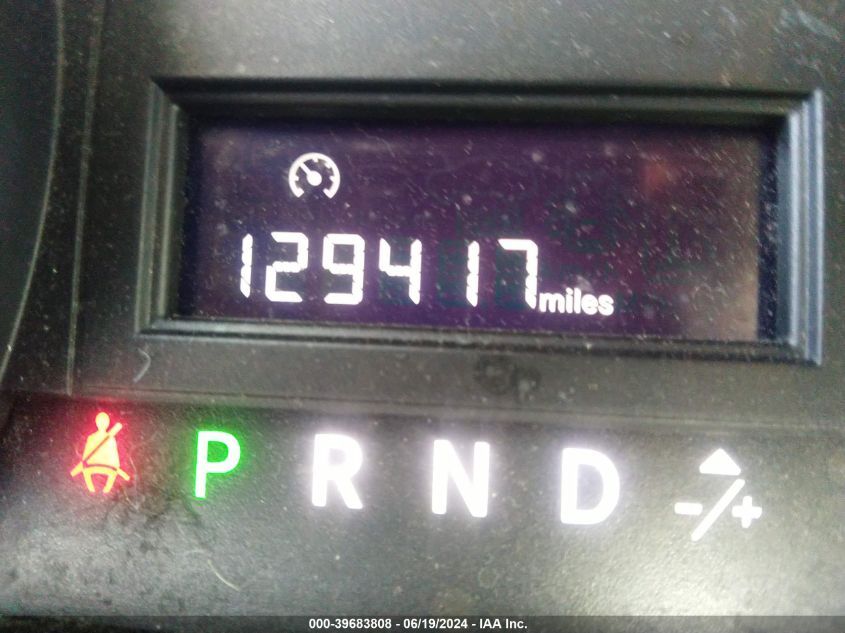 129417 miles
P R N D -/+
000-39683808 - 06/19/2024 - IAA Inc.